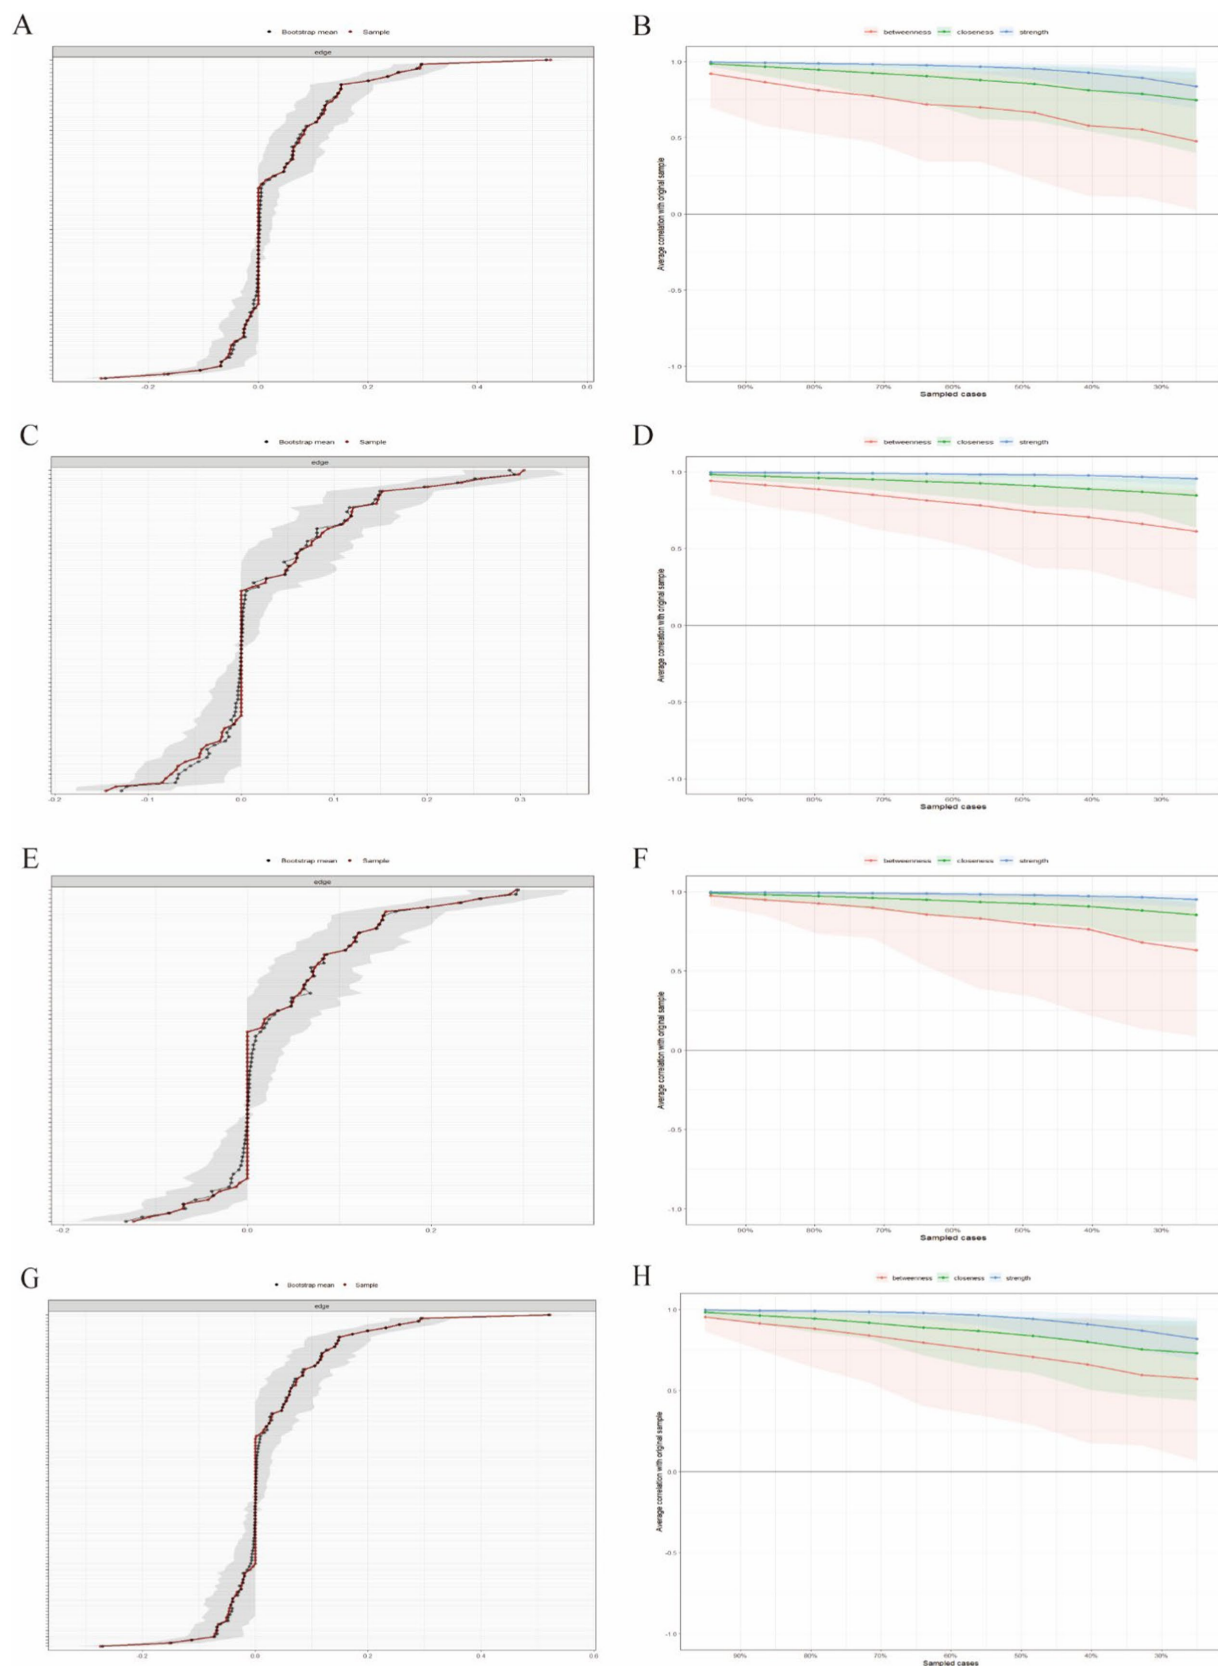 A
Bootstrap mean Sample
edge
-0.2 0.0 0.2 0.4 0.6
B
betweenness closeness strength
1.0
0.5
0.0
-0.5
-1.0
Average correlation with original sample
90% 80% 70% 60% 50% 40% 30%
Sampled cases
C
Bootstrap mean Sample
edge
-0.2 -0.1 0.0 0.1 0.2 0.3
D
betweenness closeness strength
1.0
0.5
0.0
-0.5
-1.0
Average correlation with original sample
90% 80% 70% 60% 50% 40% 30%
Sampled cases
E
Bootstrap mean Sample
edge
-0.2 0.0 0.2
F
betweenness closeness strength
1.0
0.5
0.0
-0.5
-1.0
Average correlation with original sample
90% 80% 70% 60% 50% 40% 30%
Sampled cases
G
Bootstrap mean Sample
edge
-0.2 0.0 0.2 0.4 0.6
H
betweenness closeness strength
1.0
0.5
0.0
-0.5
-1.0
Average correlation with original sample
90% 80% 70% 60% 50% 40% 30%
Sampled cases